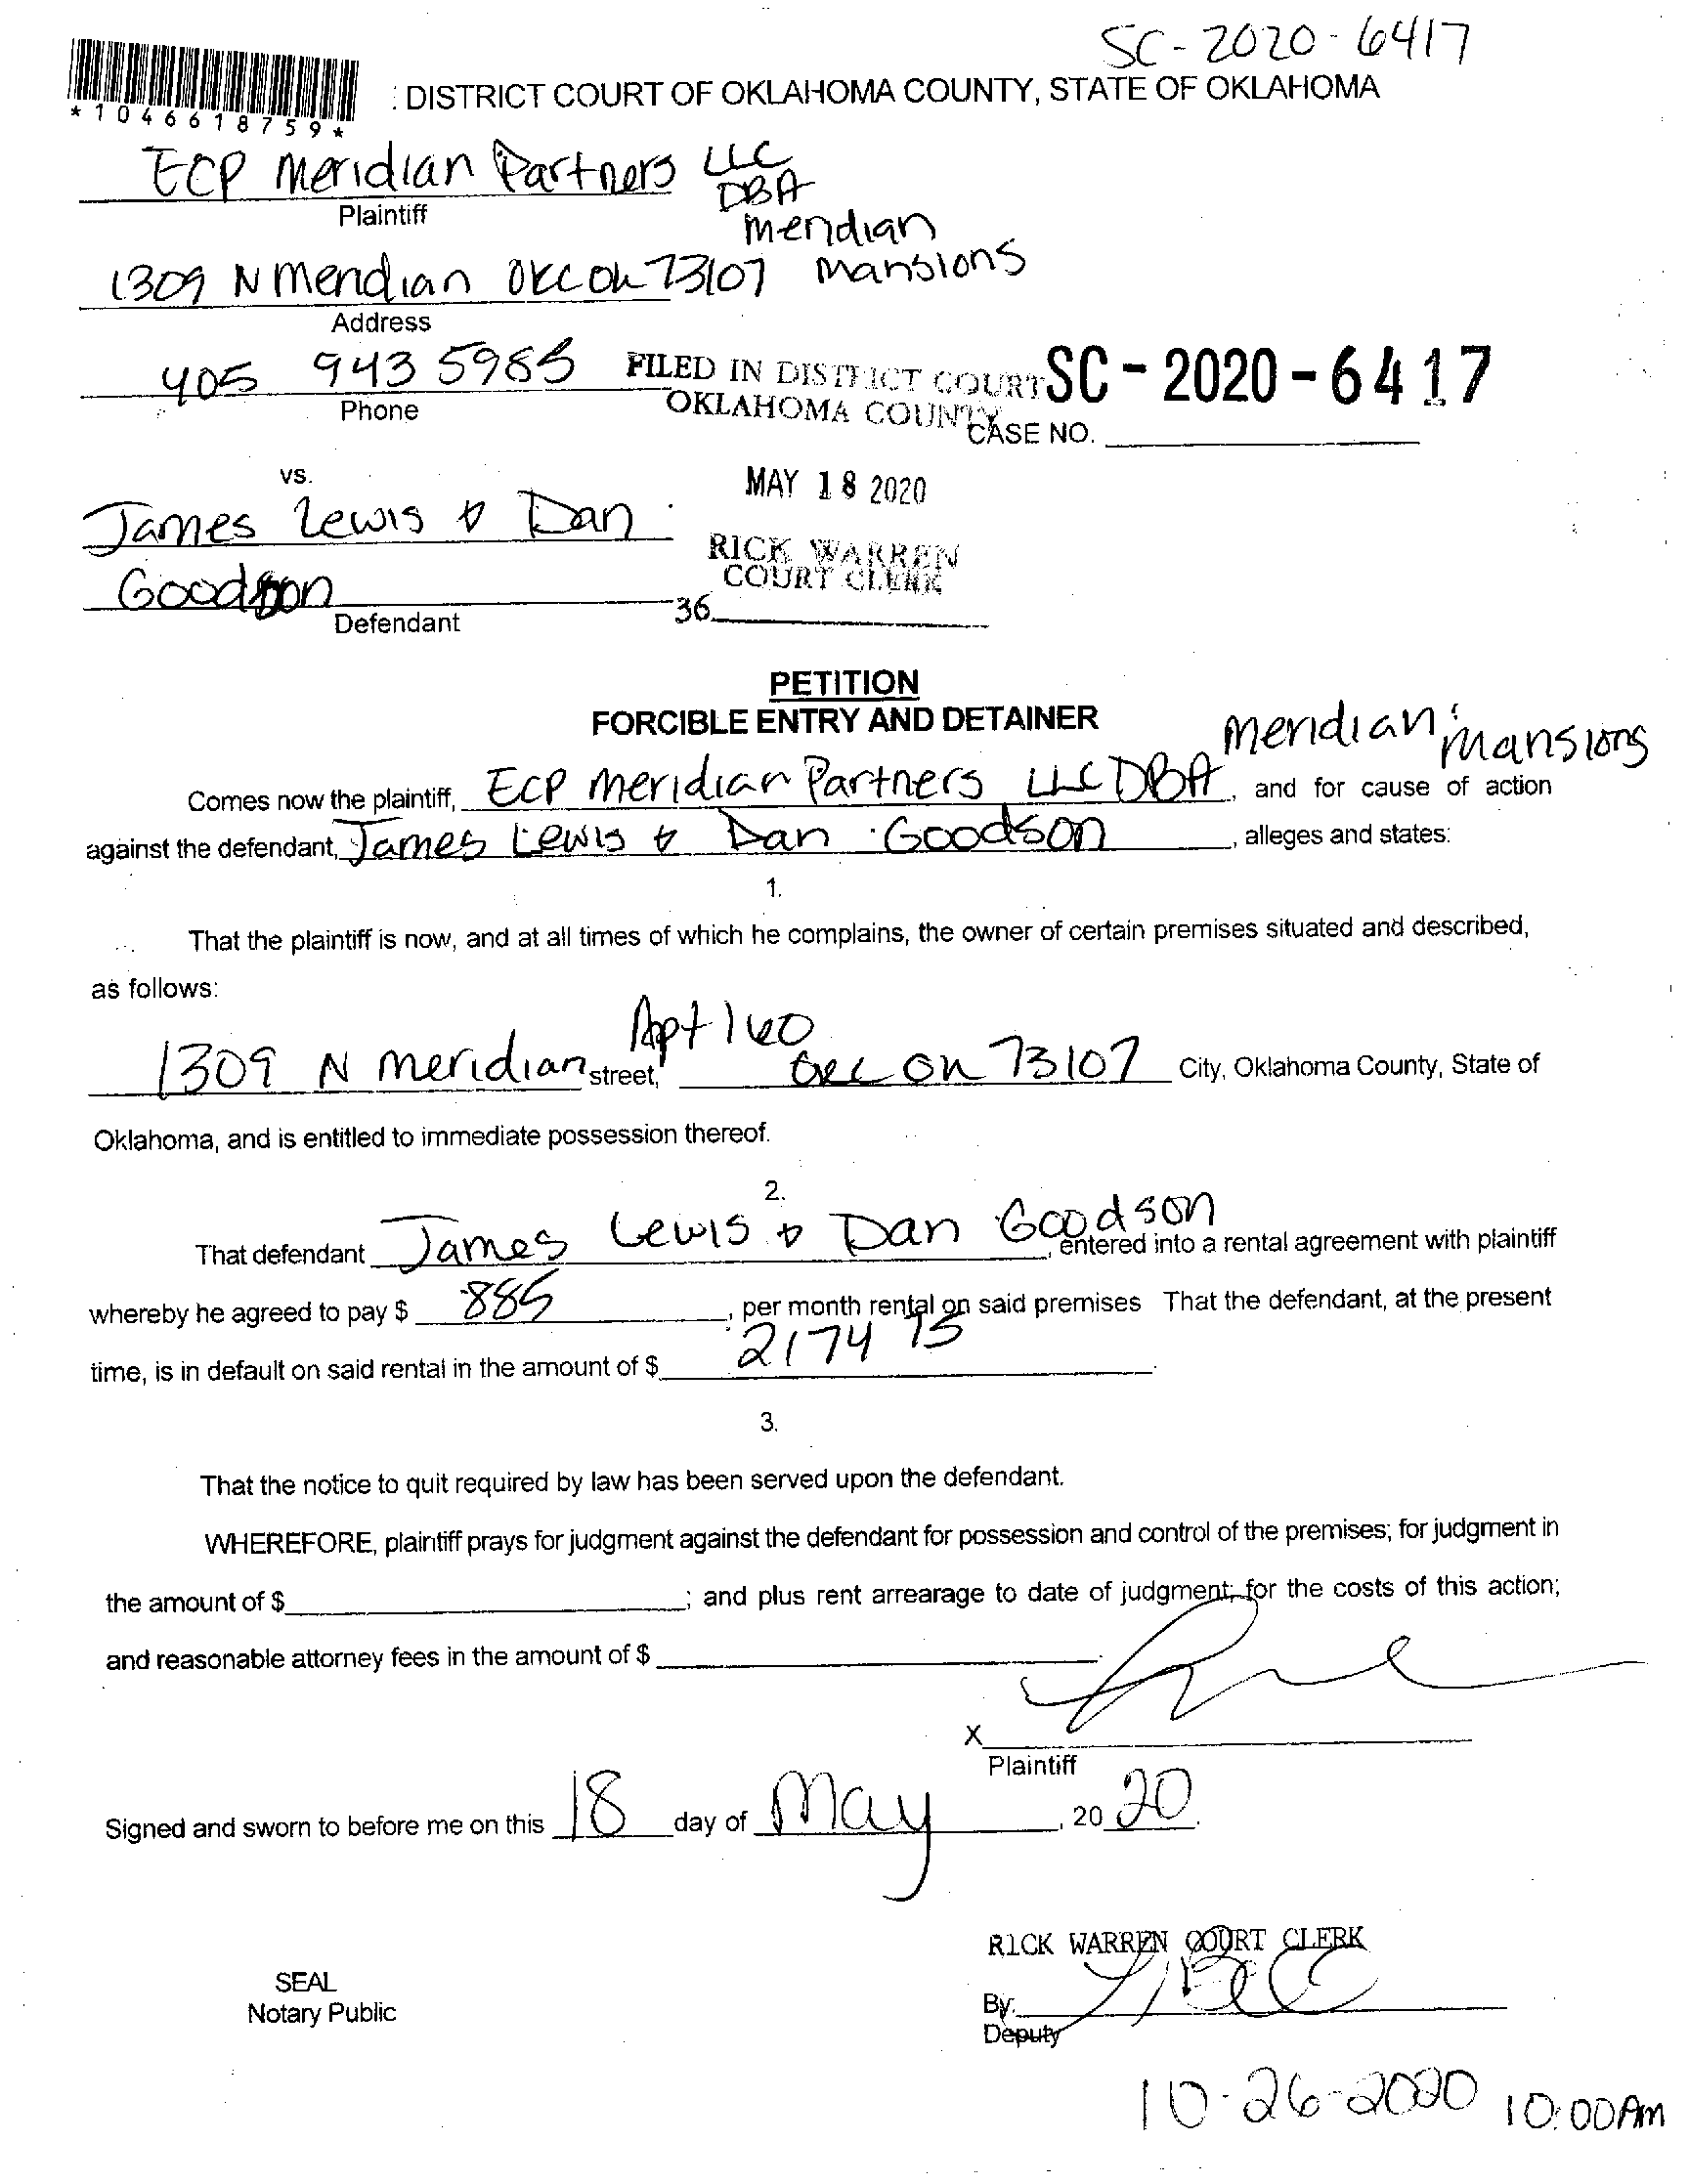 SC-2020-6417
*1046618759*
: DISTRICT COURT OF OKLAHOMA COUNTY, STATE OF OKLAHOMA
ECP Meridian Partners LLC
DBA
Meridian
Mansions
Plaintiff
1309 N Meridian OKC OK 73107
Address
405 943 5985
Phone
FILED IN DISTRICT COURT
OKLAHOMA COUNTY
SC-2020-6417
CASE NO.
vs.
MAY 18 2020
James Lewis & Dan
Goodson
Defendant
RICK WARREN
COURT CLERK
36
PETITION
FORCIBLE ENTRY AND DETAINER
Meridian Mansions
Comes now the plaintiff, ECP Meridian Partners LLC DBA, and for cause of action
against the defendant, James Lewis & Dan Goodson, alleges and states:
1.
That the plaintiff is now, and at all times of which he complains, the owner of certain premises situated and described,
as follows:
Apt 160
1309 N Meridian street, OKC OK 73107 City, Oklahoma County, State of
Oklahoma, and is entitled to immediate possession thereof.
2.
That defendant James Lewis & Dan Goodson, entered into a rental agreement with plaintiff
whereby he agreed to pay $ 885, per month rental on said premises That the defendant, at the present
time, is in default on said rental in the amount of $ 2174 75.
3.
That the notice to quit required by law has been served upon the defendant.
WHEREFORE, plaintiff prays for judgment against the defendant for possession and control of the premises; for judgment in
the amount of $ ; and plus rent arrearage to date of judgment; for the costs of this action;
and reasonable attorney fees in the amount of $
X
Plaintiff
Signed and sworn to before me on this 18 day of May, 20 20.
RICK WARREN COURT CLERK
SEAL
Notary Public
By:
Deputy
10-26-2020 10:00AM